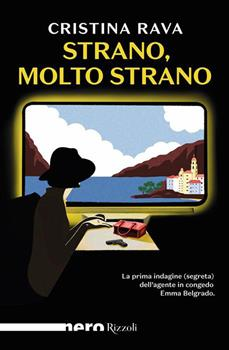 CRISTINA RAVA
STRANO,
MOLTO STRANO
La prima indagine (segreta)
dell'agente in congedo
Emma Belgrado.
nero Rizzoli